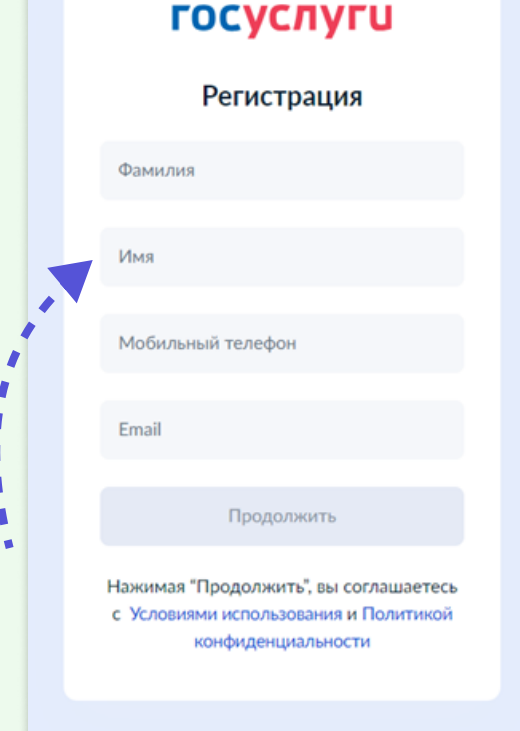 госуслуги
Регистрация
Фамилия
Имя
Мобильный телефон
Email
Продолжить
Нажимая "Продолжить", вы соглашаетесь
с Условиями использования и Политикой
конфиденциальности